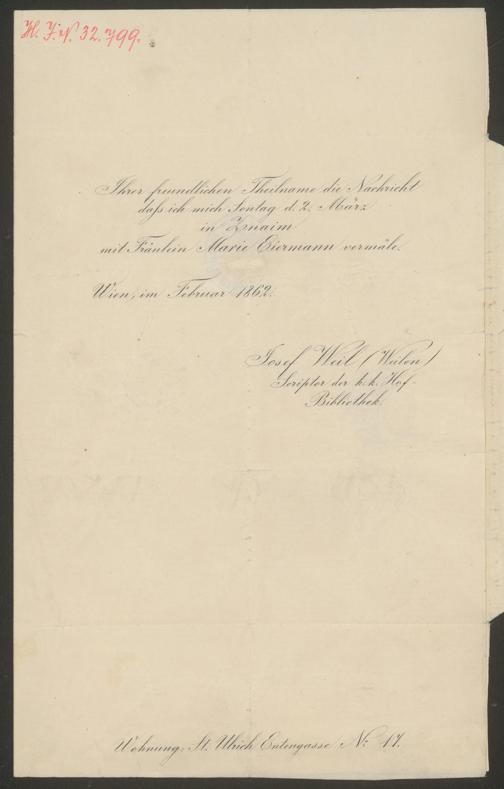 H. I. N. 32.799.
Ihrer freundlichen Theilname die Nachricht
daß ich mich Sontag d. 2. März
in Znaim
mit Fräulein Marie Eiermann vermäle.
Wien, im Februar 1862.
Josef Weil (Weilen)
Scriptor der k. k. Hof-
Bibliothek.
Wohnung: St. Ulrich Entengasse No: 17.